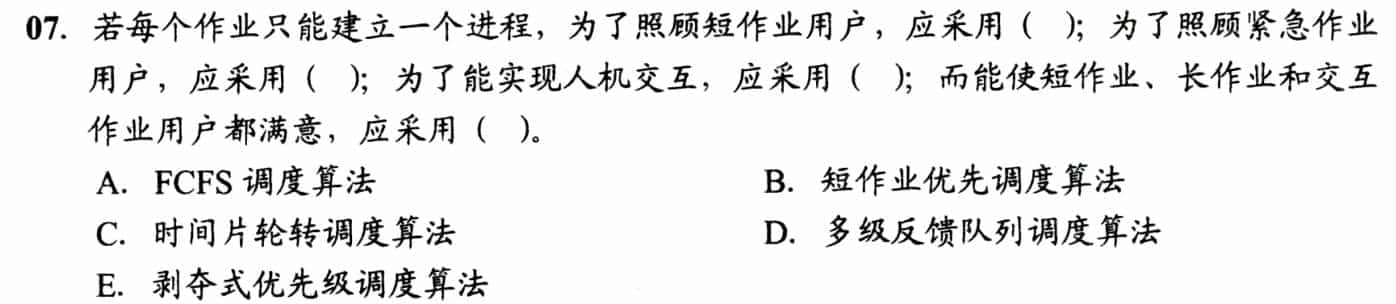 07. 若每个作业只能建立一个进程，为了照顾短作业用户，应采用（ ）；为了照顾紧急作业
用户，应采用（ ）；为了能实现人机交互，应采用（ ）；而能使短作业、长作业和交互
作业用户都满意，应采用（ ）。
A. FCFS 调度算法 B. 短作业优先调度算法
C. 时间片轮转调度算法 D. 多级反馈队列调度算法
E. 剥夺式优先级调度算法